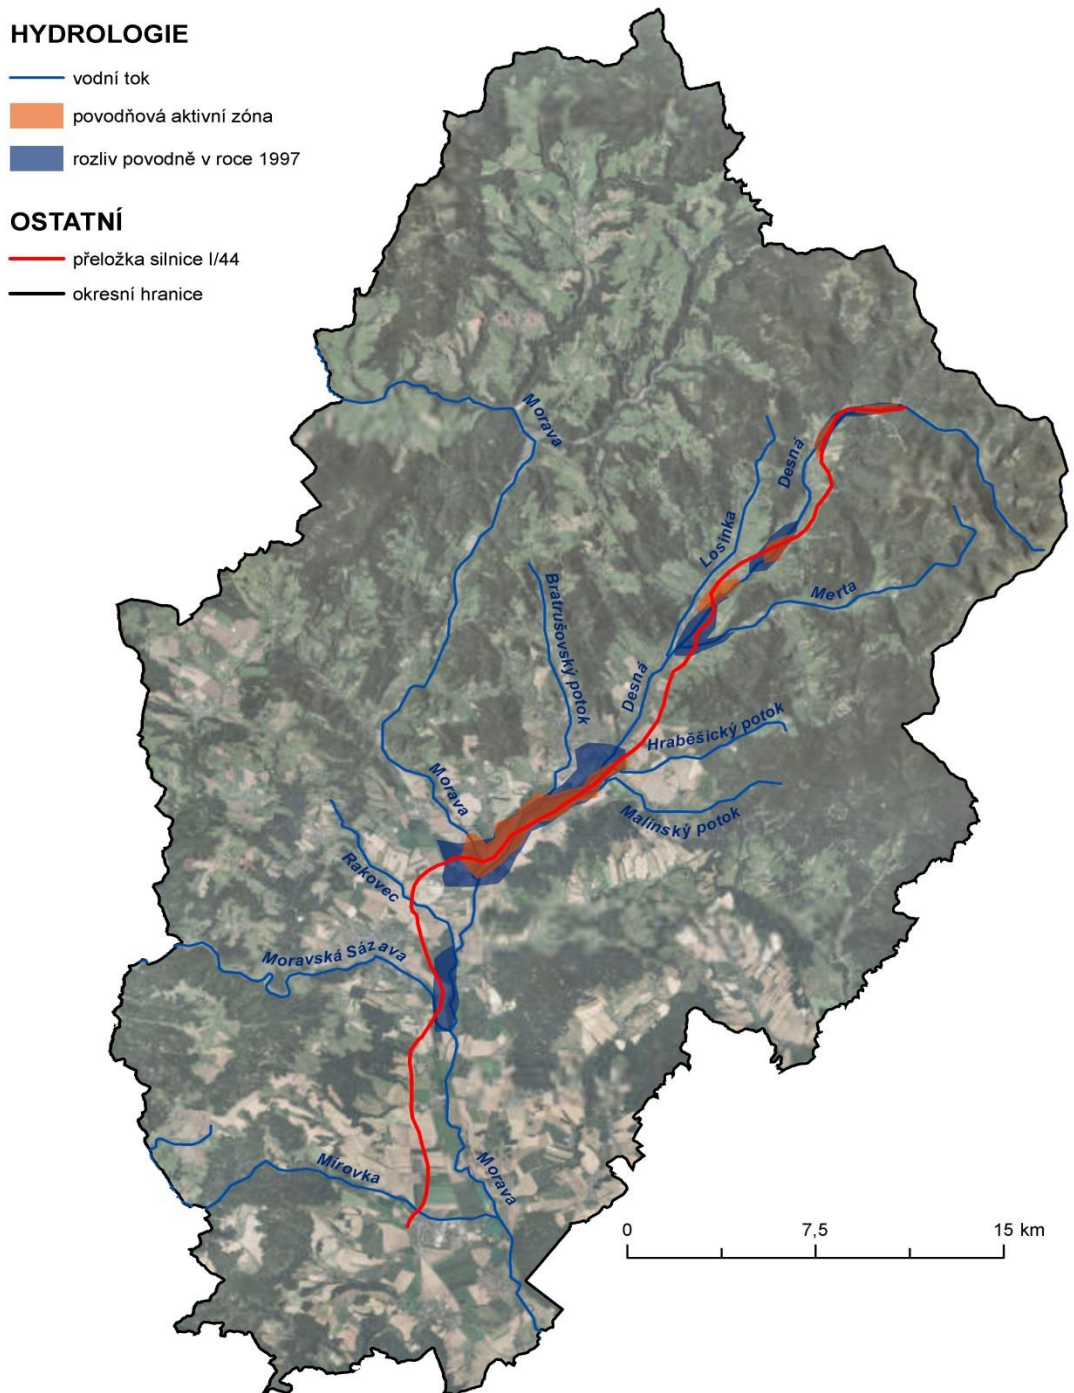 HYDROLOGIE
vodní tok
povodňová aktivní zóna
rozliv povodně v roce 1997
OSTATNÍ
přeložka silnice I/44
okresní hranice
Morava
Desná
Losinka
Merta
Bratrušovský potok
Desná
Hraběšický potok
Morava
Malínský potok
Rakovec
Moravská Sázava
Mírovka
Morava
0 7,5 15 km